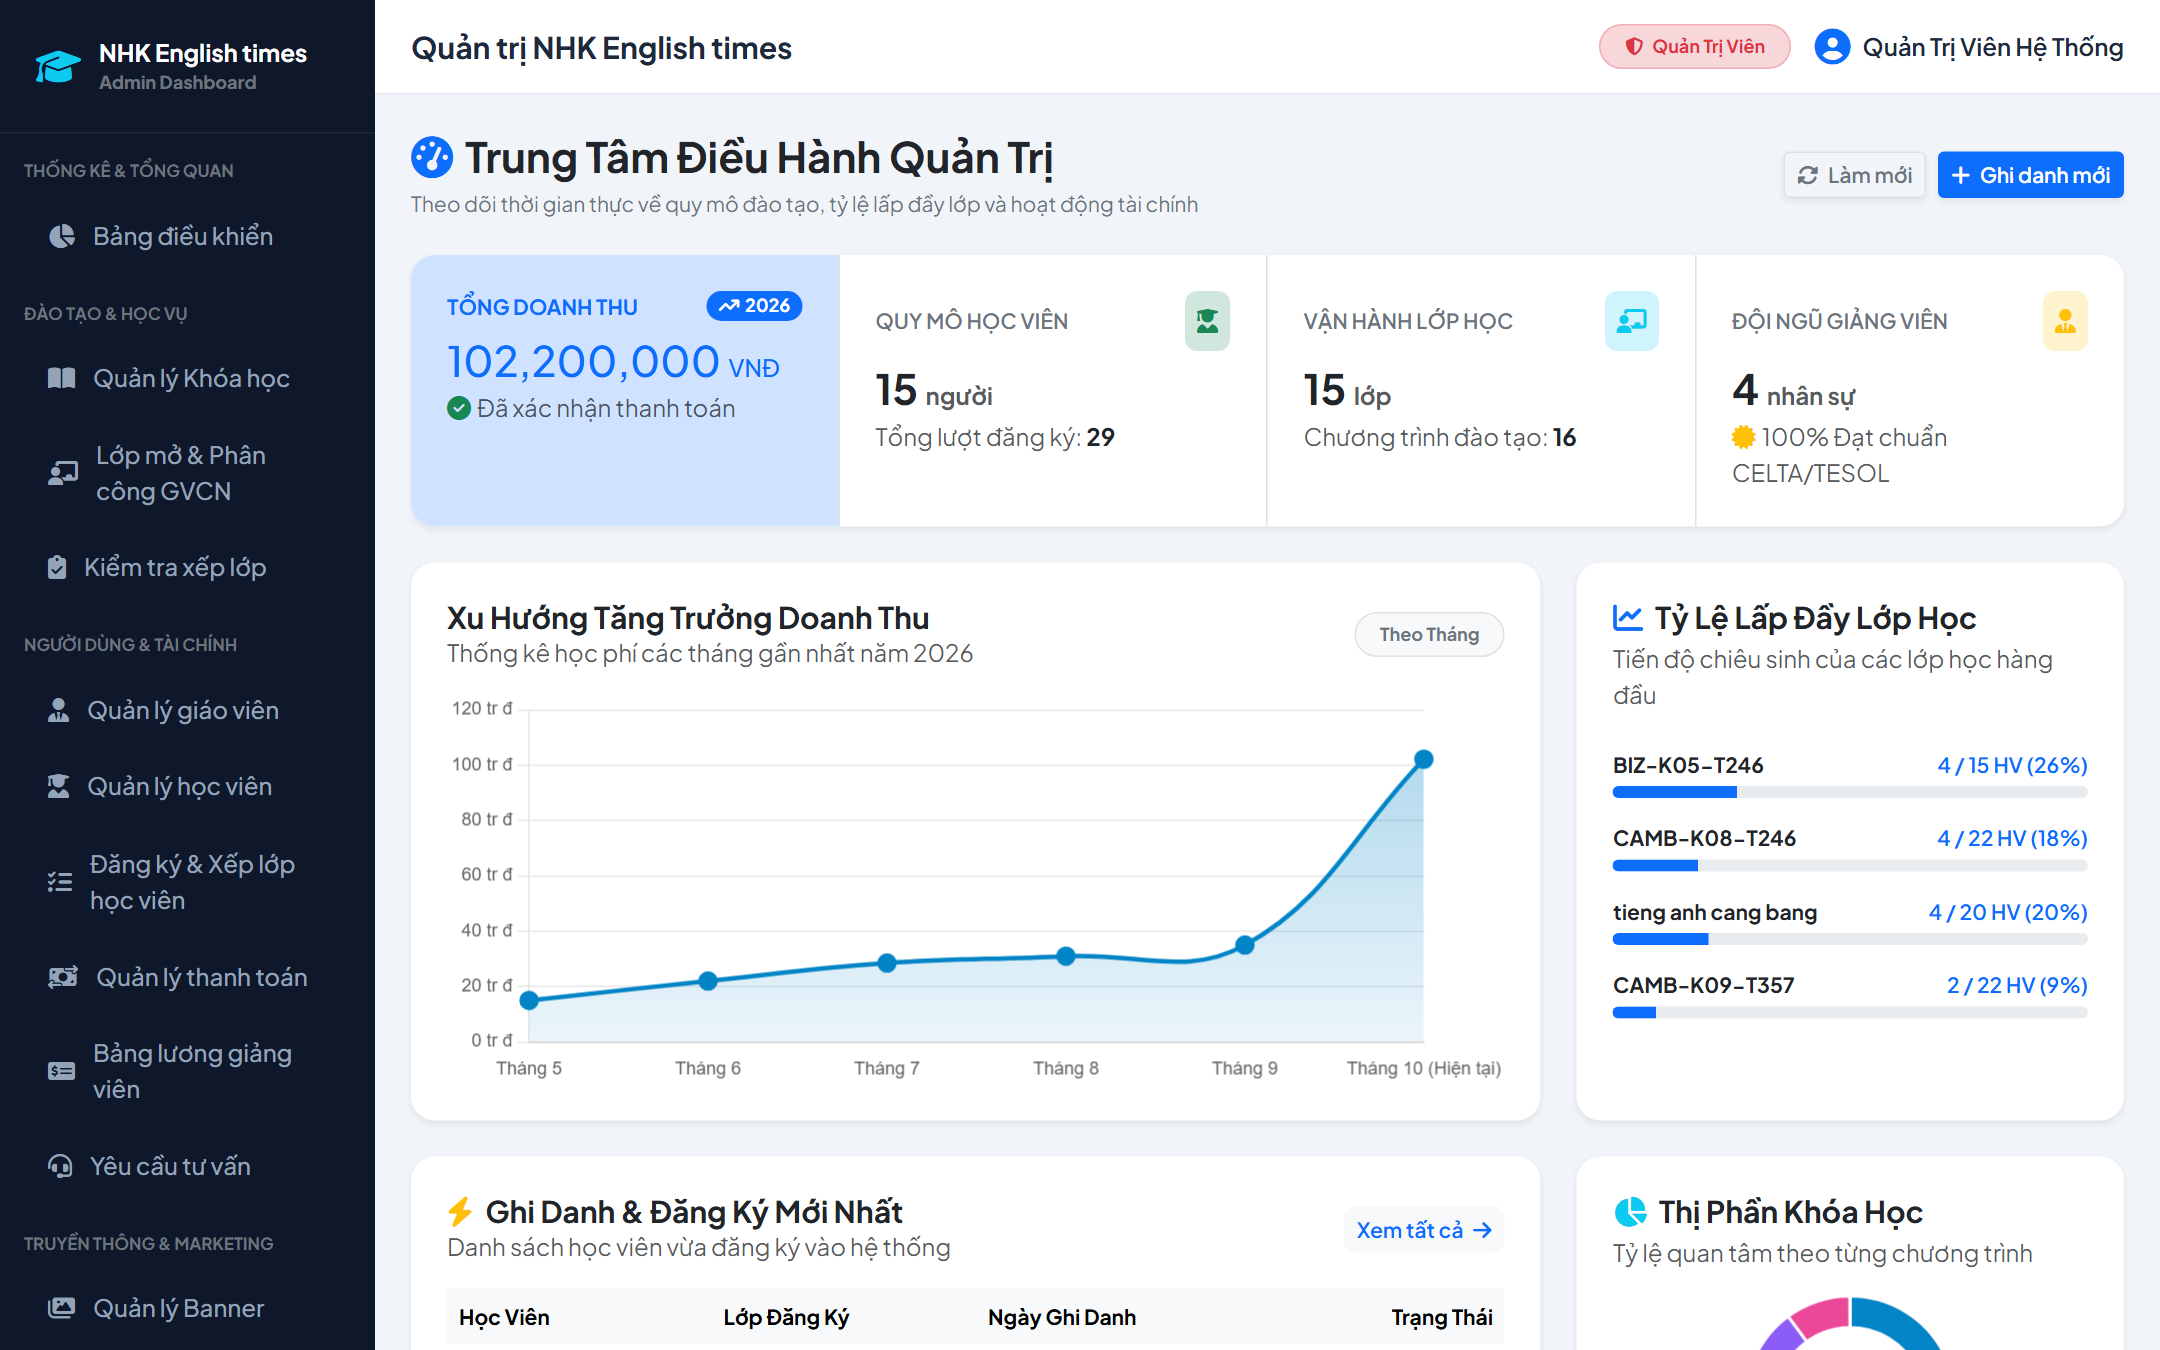 NHK English times
Admin Dashboard
THỐNG KÊ & TỔNG QUAN
Bảng điều khiển
ĐÀO TẠO & HỌC VỤ
Quản lý Khóa học
Lớp mở & Phân
công GVCN
Kiểm tra xếp lớp
NGƯỜI DÙNG & TÀI CHÍNH
Quản lý giáo viên
Quản lý học viên
Đăng ký & Xếp lớp
học viên
Quản lý thanh toán
Bảng lương giảng
viên
Yêu cầu tư vấn
TRUYỀN THÔNG & MARKETING
Quản lý Banner
Quản trị NHK English times
Quản Trị Viên
Quản Trị Viên Hệ Thống
Trung Tâm Điều Hành Quản Trị
Theo dõi thời gian thực về quy mô đào tạo, tỷ lệ lấp đầy lớp và hoạt động tài chính
Làm mới
Ghi danh mới
TỔNG DOANH THU
2026
102,200,000 VNĐ
Đã xác nhận thanh toán
QUY MÔ HỌC VIÊN
15 người
Tổng lượt đăng ký: 29
VẬN HÀNH LỚP HỌC
15 lớp
Chương trình đào tạo: 16
ĐỘI NGŨ GIẢNG VIÊN
4 nhân sự
100% Đạt chuẩn
CELTA/TESOL
Xu Hướng Tăng Trưởng Doanh Thu
Thống kê học phí các tháng gần nhất năm 2026
Theo Tháng
120 tr đ
100 tr đ
80 tr đ
60 tr đ
40 tr đ
20 tr đ
0 tr đ
Tháng 5
Tháng 6
Tháng 7
Tháng 8
Tháng 9
Tháng 10 (Hiện tại)
Tỷ Lệ Lấp Đầy Lớp Học
Tiến độ chiêu sinh của các lớp học hàng
đầu
BIZ-K05-T246
4 / 15 HV (26%)
CAMB-K08-T246
4 / 22 HV (18%)
tieng anh cang bang
4 / 20 HV (20%)
CAMB-K09-T357
2 / 22 HV (9%)
Ghi Danh & Đăng Ký Mới Nhất
Danh sách học viên vừa đăng ký vào hệ thống
Xem tất cả
Học Viên
Lớp Đăng Ký
Ngày Ghi Danh
Trạng Thái
Thị Phần Khóa Học
Tỷ lệ quan tâm theo từng chương trình